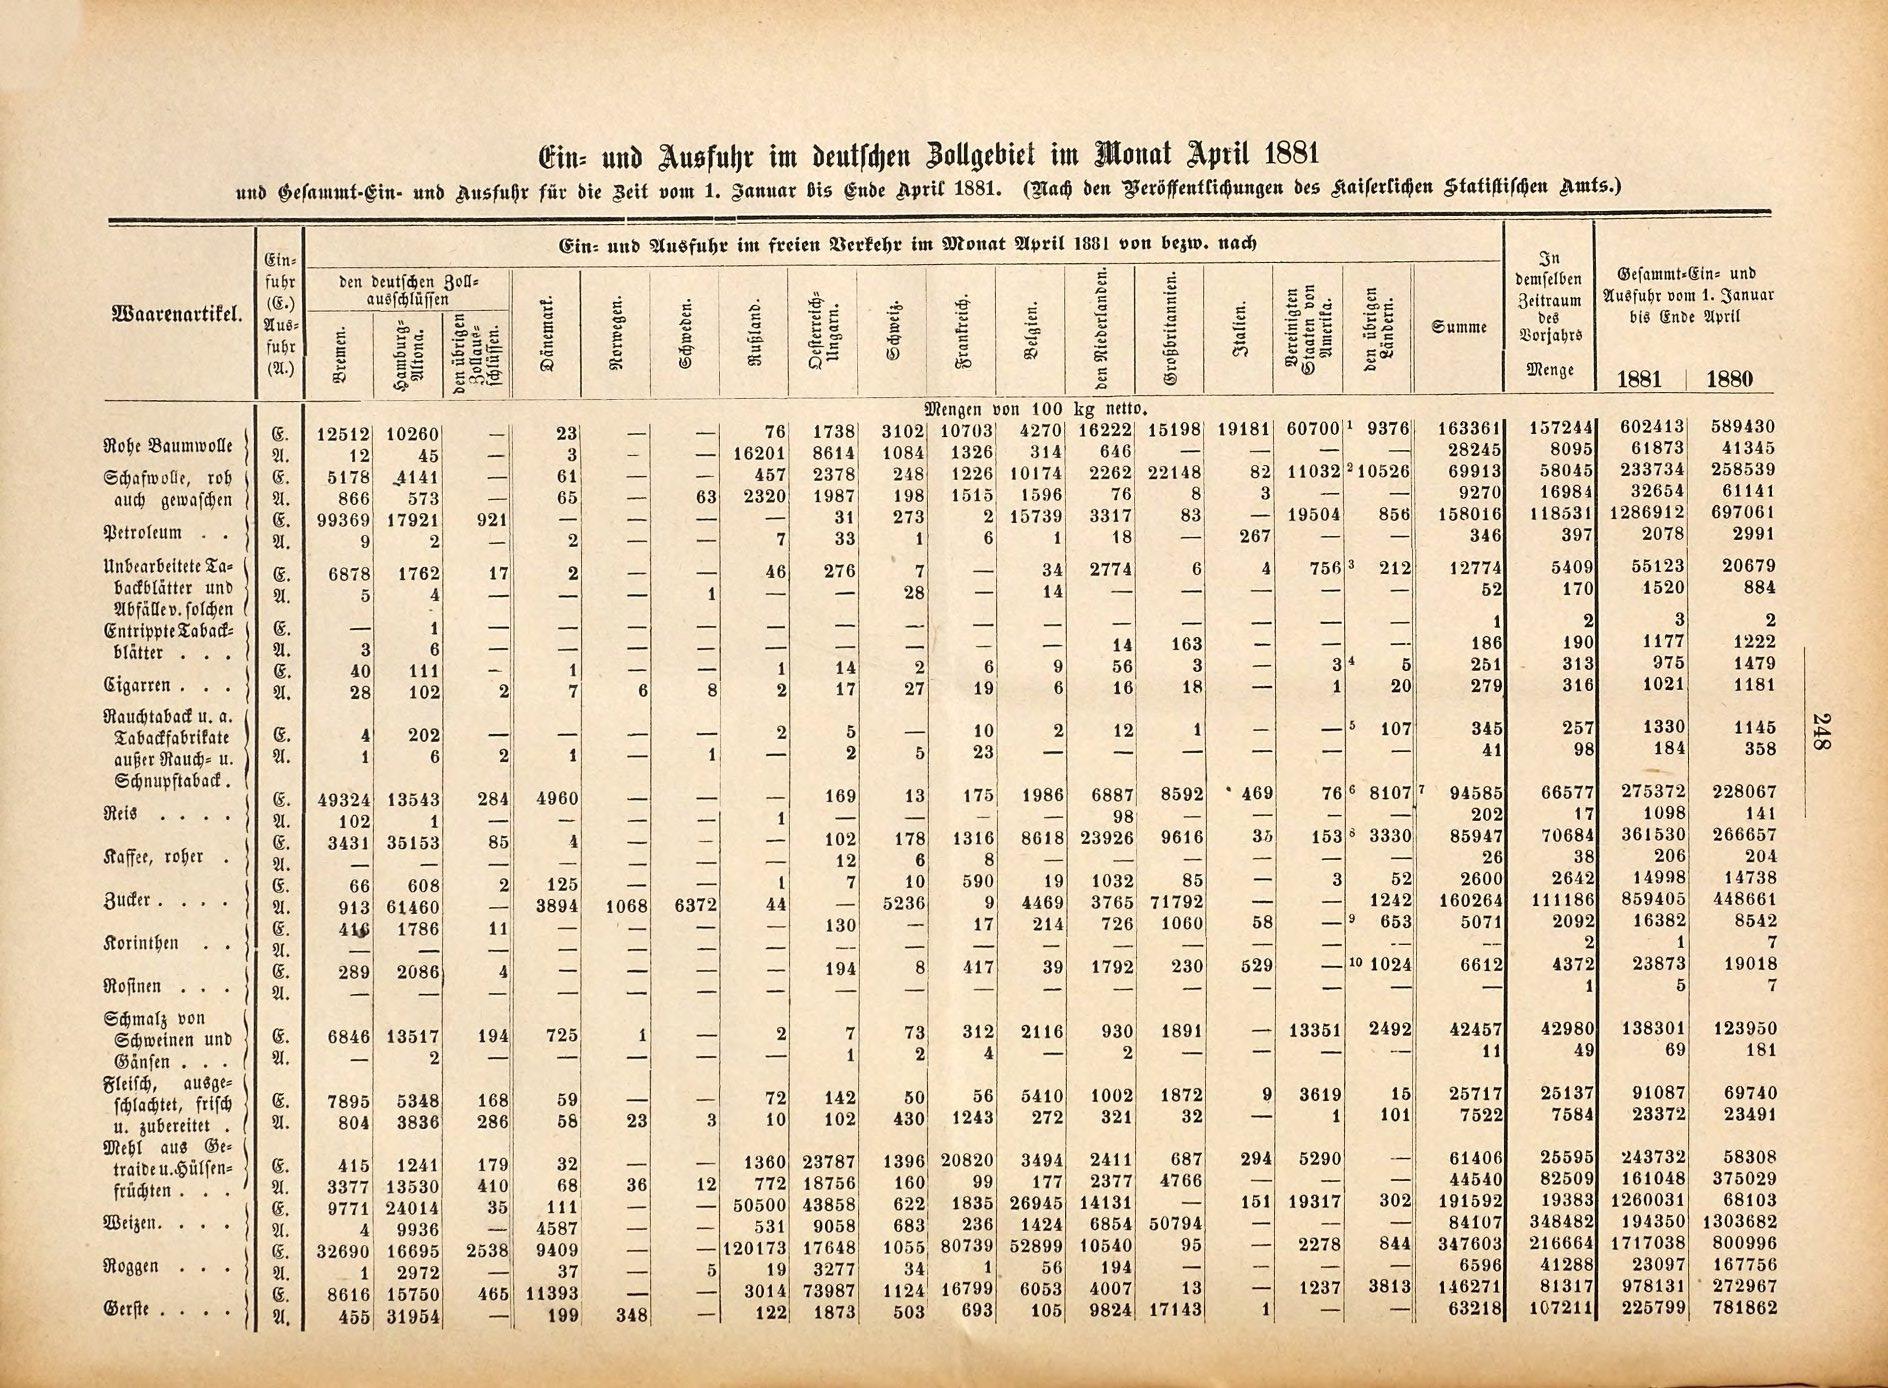 Ein- und Ausfuhr im deutschen Zollgebiet im Monat April 1881
und Gesammt-Ein- und Ausfuhr für die Zeit vom 1. Januar bis Ende April 1881. (Nach den Veröffentlichungen des Kaiserlichen Statistischen Amts.)
Waarenartikel.
Ein-
fuhr
(E.)
Aus-
fuhr
(A.)
Ein- und Ausfuhr im freien Verkehr im Monat April 1881 von bezw. nach
den deutschen Zoll-
ausschlüssen
Bremen.
Hamburg-
Altona.
den übrigen
Zollaus-
schlüssen.
Dänemark.
Norwegen.
Schweden.
Rußland.
Oesterreich-
Ungarn.
Schweiz.
Frankreich.
Belgien.
den Niederlanden.
Großbritannien.
Italien.
Vereinigten
Staaten von
Amerika.
den übrigen
Ländern.
Summe
In
demselben
Zeitraum
des
Vorjahrs
Menge
Gesammt-Ein- und
Ausfuhr vom 1. Januar
bis Ende April
1881 1880
Mengen von 100 kg netto.
Rohe Baumwolle
E. 12512 10260 — 23 — — 76 1738 3102 10703 4270 16222 15198 19181 60700 1 9376 163361 157244 602413 589430
A. 12 45 — 3 - — 16201 8614 1084 1326 314 646 — — — — 28245 8095 61873 41345
Schafwolle, roh
auch gewaschen
E. 5178 4141 — 61 — — 457 2378 248 1226 10174 2262 22148 82 11032 2 10526 69913 58045 233734 258539
A. 866 573 — 65 — 63 2320 1987 198 1515 1596 76 8 3 — — 9270 16984 32654 61141
Petroleum . .
E. 99369 17921 921 — — — — 31 273 2 15739 3317 83 — 19504 856 158016 118531 1286912 697061
A. 9 2 — 2 — — 7 33 1 6 1 18 — 267 — — 346 397 2078 2991
Unbearbeitete Ta-
backblätter und
Abfälle v. solchen
E. 6878 1762 17 2 — — 46 276 7 — 34 2774 6 4 756 3 212 12774 5409 55123 20679
A. 5 4 — — — 1 — — 28 — 14 — — — — — 52 170 1520 884
Entrippte Taback-
blätter . . .
E. — 1 — — — — — — — — — — — — — — 1 2 3 2
A. 3 6 — — — — — — — — — 14 163 — — — 186 190 1177 1222
Cigarren . . .
E. 40 111 - 1 — — 1 14 2 6 9 56 3 — 3 4 5 251 313 975 1479
A. 28 102 2 7 6 8 2 17 27 19 6 16 18 — 1 20 279 316 1021 1181
Rauchtaback u. a.
Tabackfabrikate
außer Rauch- u.
Schnupftaback .
E. 4 202 — — — — 2 5 — 10 2 12 1 — — 5 107 345 257 1330 1145
A. 1 6 2 1 — 1 — 2 5 23 — — — — — — 41 98 184 358
Reis . . . .
E. 49324 13543 284 4960 — — — 169 13 175 1986 6887 8592 469 76 6 8107 7 94585 66577 275372 228067
A. 102 1 — — — — 1 — — — — 98 — — — — 202 17 1098 141
Kaffee, roher .
E. 3431 35153 85 4 — - — 102 178 1316 8618 23926 9616 35 153 8 3330 85947 70684 361530 266657
A. — — — — — — — 12 6 8 — — — — — — 26 38 206 204
Zucker . . . .
E. 66 608 2 125 — — 1 7 10 590 19 1032 85 — 3 52 2600 2642 14998 14738
A. 913 61460 — 3894 1068 6372 44 — 5236 9 4469 3765 71792 — — 1242 160264 111186 859405 448661
Korinthen . .
E. 416 1786 11 — — — — 130 — 17 214 726 1060 58 — 9 653 5071 2092 16382 8542
A. — — — — — — — — — — — — — — — — — 2 1 7
Rosinen . . .
E. 289 2086 4 — — — — 194 8 417 39 1792 230 529 — 10 1024 6612 4372 23873 19018
A. — — — — — — — — — — — — — — — — — 1 5 7
Schmalz von
Schweinen und
Gänsen . . .
E. 6846 13517 194 725 1 — 2 7 73 312 2116 930 1891 — 13351 2492 42457 42980 138301 123950
A. — 2 — — — — — 1 2 4 — 2 — — — — 11 49 69 181
Fleisch, ausge-
schlachtet, frisch
u. zubereitet .
E. 7895 5348 168 59 — — 72 142 50 56 5410 1002 1872 9 3619 15 25717 25137 91087 69740
A. 804 3836 286 58 23 3 10 102 430 1243 272 321 32 — 1 101 7522 7584 23372 23491
Mehl aus Ge-
traide u. Hülsen-
früchten . . .
E. 415 1241 179 32 — — 1360 23787 1396 20820 3494 2411 687 294 5290 — 61406 25595 243732 58308
A. 3377 13530 410 68 36 12 772 18756 160 99 177 2377 4766 — — — 44540 82509 161048 375029
Weizen. . . .
E. 9771 24014 35 111 — — 50500 43858 622 1835 26945 14131 — 151 19317 302 191592 19383 1260031 68103
A. 4 9936 — 4587 — — 531 9058 683 236 1424 6854 50794 — — — 84107 348482 194350 1303682
Roggen . . .
E. 32690 16695 2538 9409 — — 120173 17648 1055 80739 52899 10540 95 — 2278 844 347603 216664 1717038 800996
A. 1 2972 — 37 — 5 19 3277 34 1 56 194 — — — — 6596 41288 23097 167756
Gerste . . . .
E. 8616 15750 465 11393 — — 3014 73987 1124 16799 6053 4007 13 — 1237 3813 146271 81317 978131 272967
A. 455 31954 — 199 348 — 122 1873 503 693 105 9824 17143 1 — — 63218 107211 225799 781862
248